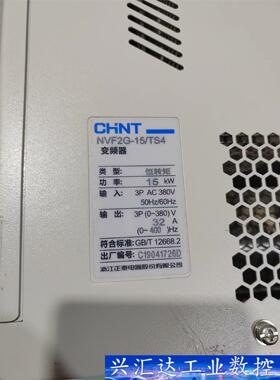 CHNT
NVF2G-15/TS4
变频器
类型: 恒转矩
功率: 15 kW
输入: 3P AC 380V
50Hz/60Hz
输出: 3P (0~380) V
32 A
(0~ 400 )Hz
符合标准: GB/T 12668.2
出厂编号: C19041726D
浙江正泰电器股份有限公司
兴汇达工业数控